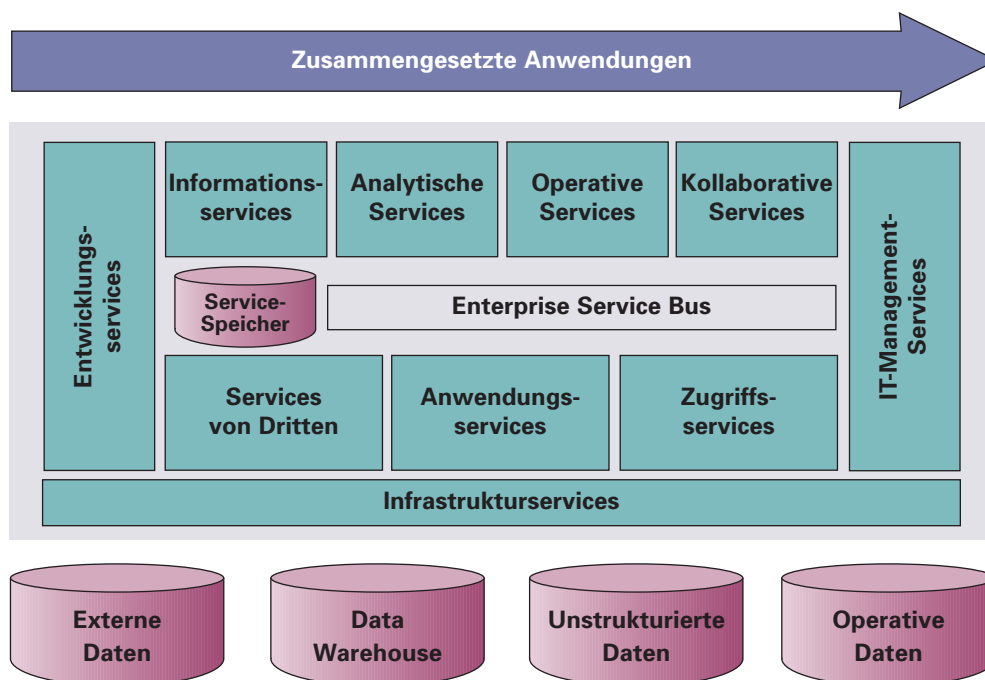 Zusammengesetzte Anwendungen
Entwicklungs-
services
Informations-
services
Analytische
Services
Operative
Services
Kollaborative
Services
IT-Management-
Services
Service-
Speicher
Enterprise Service Bus
Services
von Dritten
Anwendungs-
services
Zugriffs-
services
Infrastrukturservices
Externe
Daten
Data
Warehouse
Unstrukturierte
Daten
Operative
Daten